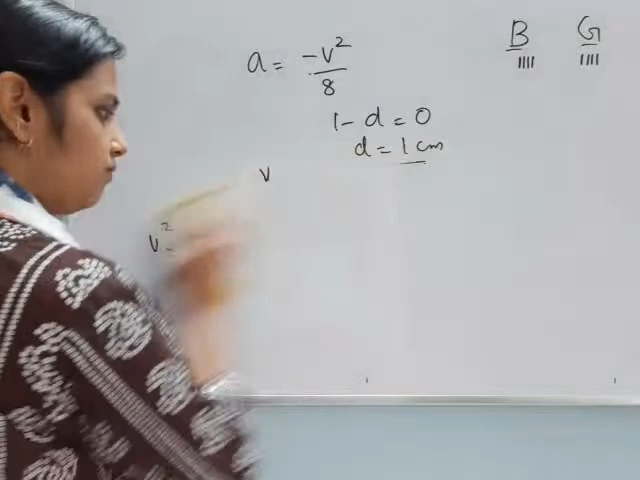 B G
IIII IIII
a = -v²/8
1 - d = 0
d = 1 cm
v
v² -